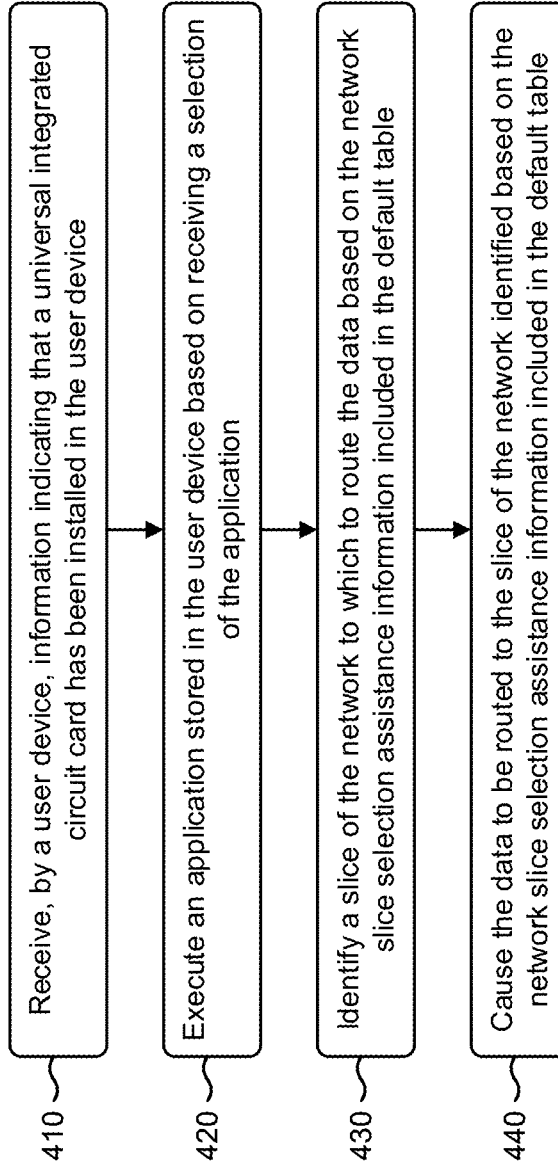 410
Receive, by a user device, information indicating that a universal integrated
circuit card has been installed in the user device
420
Execute an application stored in the user device based on receiving a selection
of the application
430
Identify a slice of the network to which to route the data based on the network
slice selection assistance information included in the default table
440
Cause the data to be routed to the slice of the network identified based on the
network slice selection assistance information included in the default table